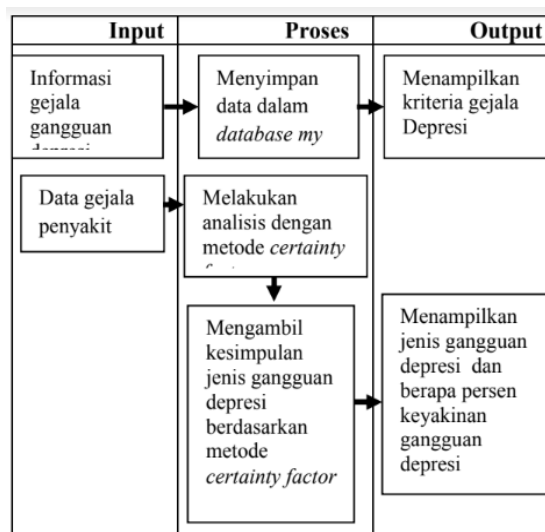 Input
Proses
Output
Informasi
gejala
gangguan
Menyimpan
data dalam
database my
Menampilkan
kriteria gejala
Depresi
Data gejala
penyakit
Melakukan
analisis dengan
metode certainty
Mengambil
kesimpulan
jenis gangguan
depresi
berdasarkan
metode
certainty factor
Menampilkan
jenis gangguan
depresi dan
berapa persen
keyakinan
gangguan
depresi